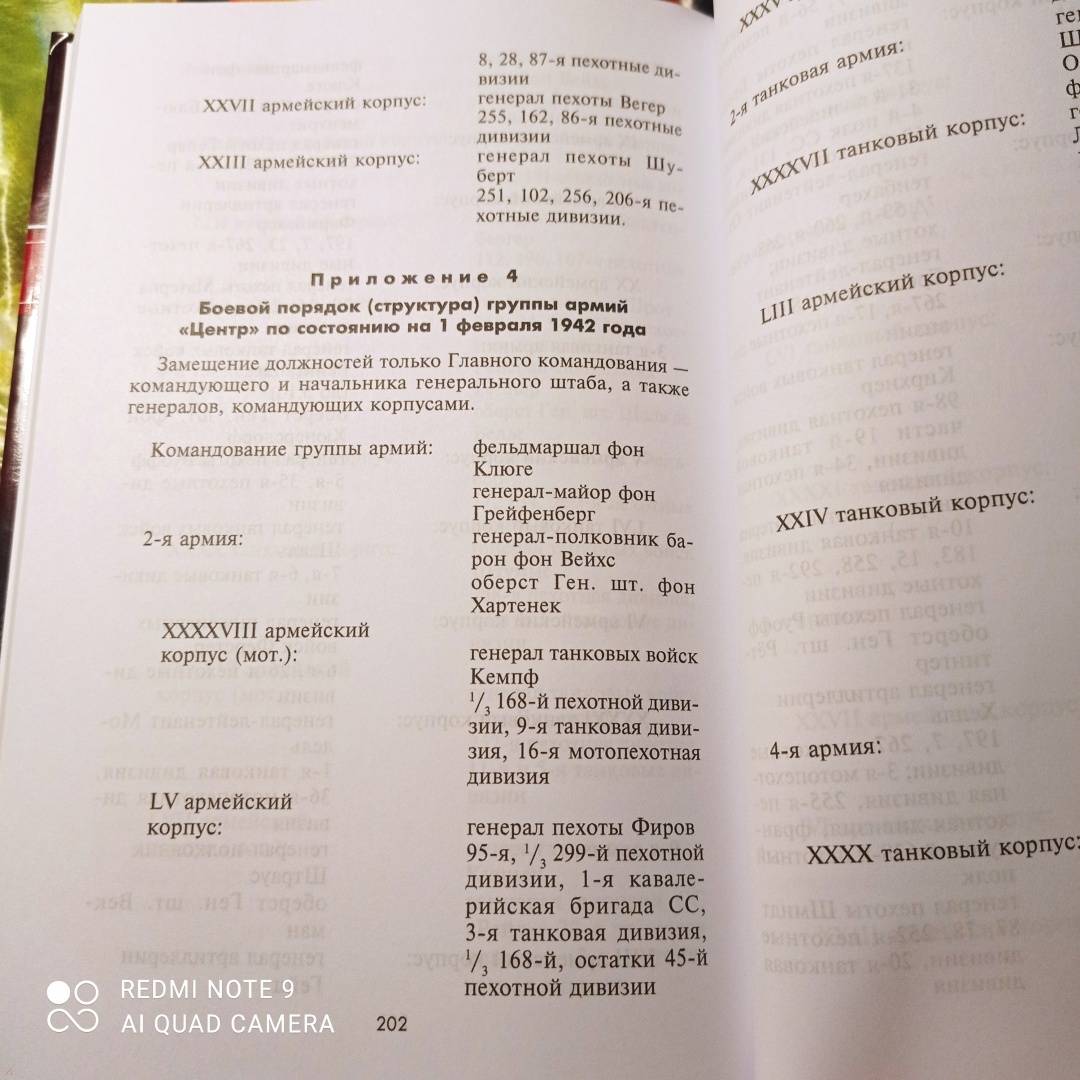 8, 28, 87-я пехотные ди-
визии
XXVII армейский корпус: генерал пехоты Вегер
255, 162, 86-я пехотные
дивизии
XXIII армейский корпус: генерал пехоты Шу-
берт
251, 102, 256, 206-я пе-
хотные дивизии.
Приложение 4
Боевой порядок (структура) группы армий
«Центр» по состоянию на 1 февраля 1942 года
Замещение должностей только Главного командования —
командующего и начальника генерального штаба, а также
генералов, командующих корпусами.
Командование группы армий: фельдмаршал фон
Клюге
генерал-майор фон
Грейфенберг
2-я армия: генерал-полковник ба-
рон фон Вейхс
оберст Ген. шт. фон
Хартенек
XXXXVIII армейский
корпус (мот.): генерал танковых войск
Кемпф
1/3 168-й пехотной диви-
зии, 9-я танковая диви-
зия, 16-я мотопехотная
дивизия
LV армейский
корпус: генерал пехоты Фиров
95-я, 1/3 299-й пехотной
дивизии, 1-я кавале-
рийская бригада СС,
3-я танковая дивизия,
1/3 168-й, остатки 45-й
пехотной дивизии
202
2-я танковая армия:
XXXXVII танковый корпус:
LIII армейский корпус:
XXIV танковый корпус:
4-я армия:
XXXX танковый корпус:
REDMI NOTE 9
AI QUAD CAMERA